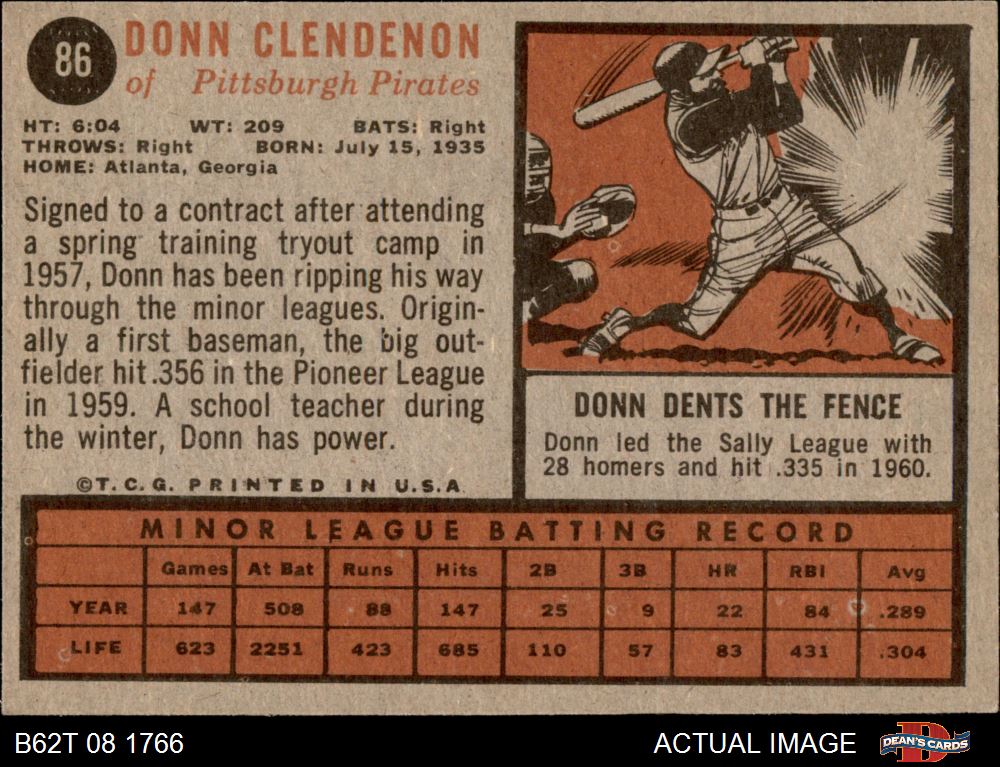 86
DONN CLENDENON
of Pittsburgh Pirates
HT: 6:04 WT: 209 BATS: Right
THROWS: Right BORN: July 15, 1935
HOME: Atlanta, Georgia
Signed to a contract after attending
a spring training tryout camp in
1957, Donn has been ripping his way
through the minor leagues. Origin-
ally a first baseman, the big out-
fielder hit .356 in the Pioneer League
in 1959. A school teacher during
the winter, Donn has power.
©T.C.G. PRINTED IN U.S.A.
DONN DENTS THE FENCE
Donn led the Sally League with
28 homers and hit .335 in 1960.
MINOR LEAGUE BATTING RECORD
Games At Bat Runs Hits 2B 3B HR RBI Avg
YEAR 147 508 88 147 25 9 22 84 .289
LIFE 623 2251 423 685 110 57 83 431 .304
B62T 08 1766
ACTUAL IMAGE
D
DEAN'S CARDS